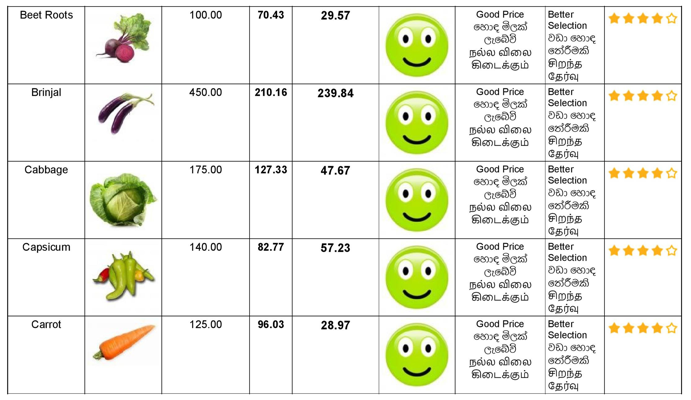 Beet Roots 100.00 70.43 29.57
Good Price
හොඳ මිලක්
ලැබේවි
நல்ல விலை
கிடைக்கும்
Better
Selection
වඩා හොඳ
තේරීමකි
சிறந்த
தேர்வு
Brinjal 450.00 210.16 239.84
Good Price
හොඳ මිලක්
ලැබේවි
நல்ல விலை
கிடைக்கும்
Better
Selection
වඩා හොඳ
තේරීමකි
சிறந்த
தேர்வு
Cabbage 175.00 127.33 47.67
Good Price
හොඳ මිලක්
ලැබේවි
நல்ல விலை
கிடைக்கும்
Better
Selection
වඩා හොඳ
තේරීමකි
சிறந்த
தேர்வு
Capsicum 140.00 82.77 57.23
Good Price
හොඳ මිලක්
ලැබේවි
நல்ல விலை
கிடைக்கும்
Better
Selection
වඩා හොඳ
තේරීමකි
சிறந்த
தேர்வு
Carrot 125.00 96.03 28.97
Good Price
හොඳ මිලක්
ලැබේවි
நல்ல விலை
கிடைக்கும்
Better
Selection
වඩා හොඳ
තේරීමකි
சிறந்த
தேர்வு